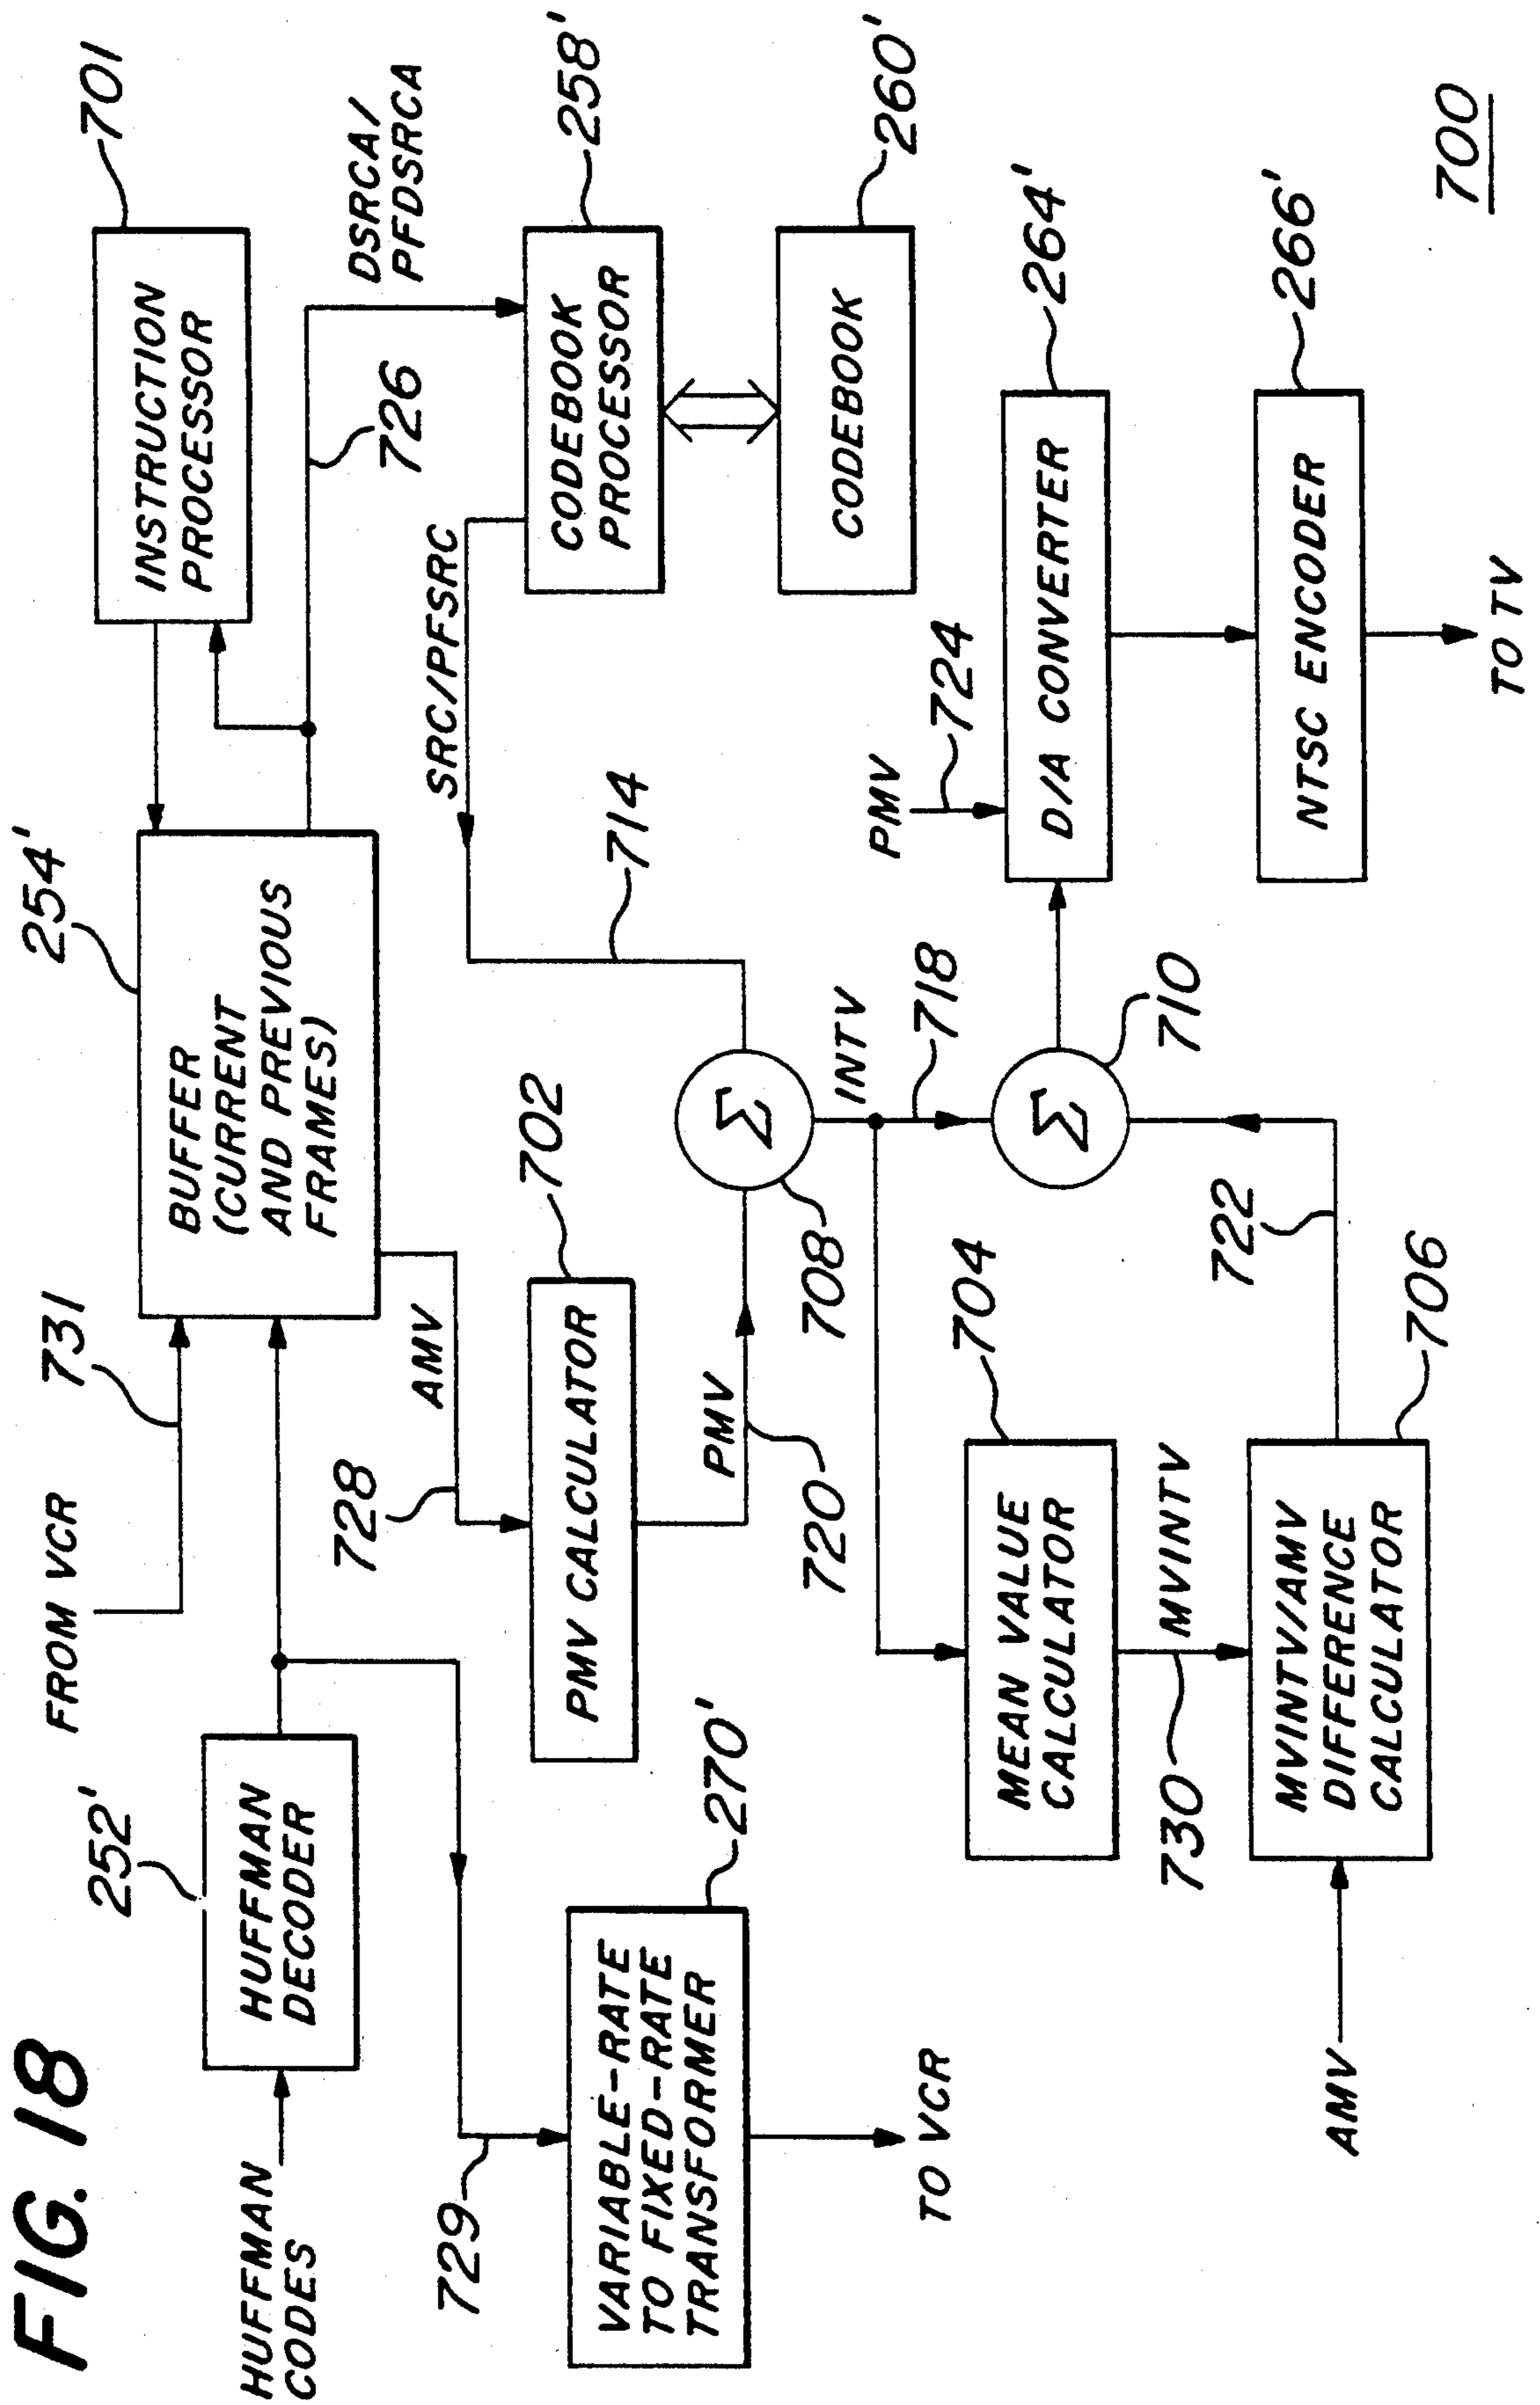 FIG. 18
HUFFMAN
CODES
252'
HUFFMAN
DECODER
FROM VCR
731
254'
BUFFER
(CURRENT
AND PREVIOUS
FRAMES)
701
INSTRUCTION
PROCESSOR
DSRCA/
PFDSRCA
726
729
728
AMV
SRC/PFSRC
258'
CODEBOOK
PROCESSOR
VARIABLE-RATE
TO FIXED-RATE
TRANSFORMER
270'
702
PMV CALCULATOR
714
260'
CODEBOOK
PMV
720
708
Σ
TO VCR
INTV
718
PMV
724
704
MEAN VALUE
CALCULATOR
710
Σ
264'
D/A CONVERTER
730
MVINTV
722
266'
NTSC ENCODER
AMV
MVINTV/AMV
DIFFERENCE
CALCULATOR
706
TO TV
700